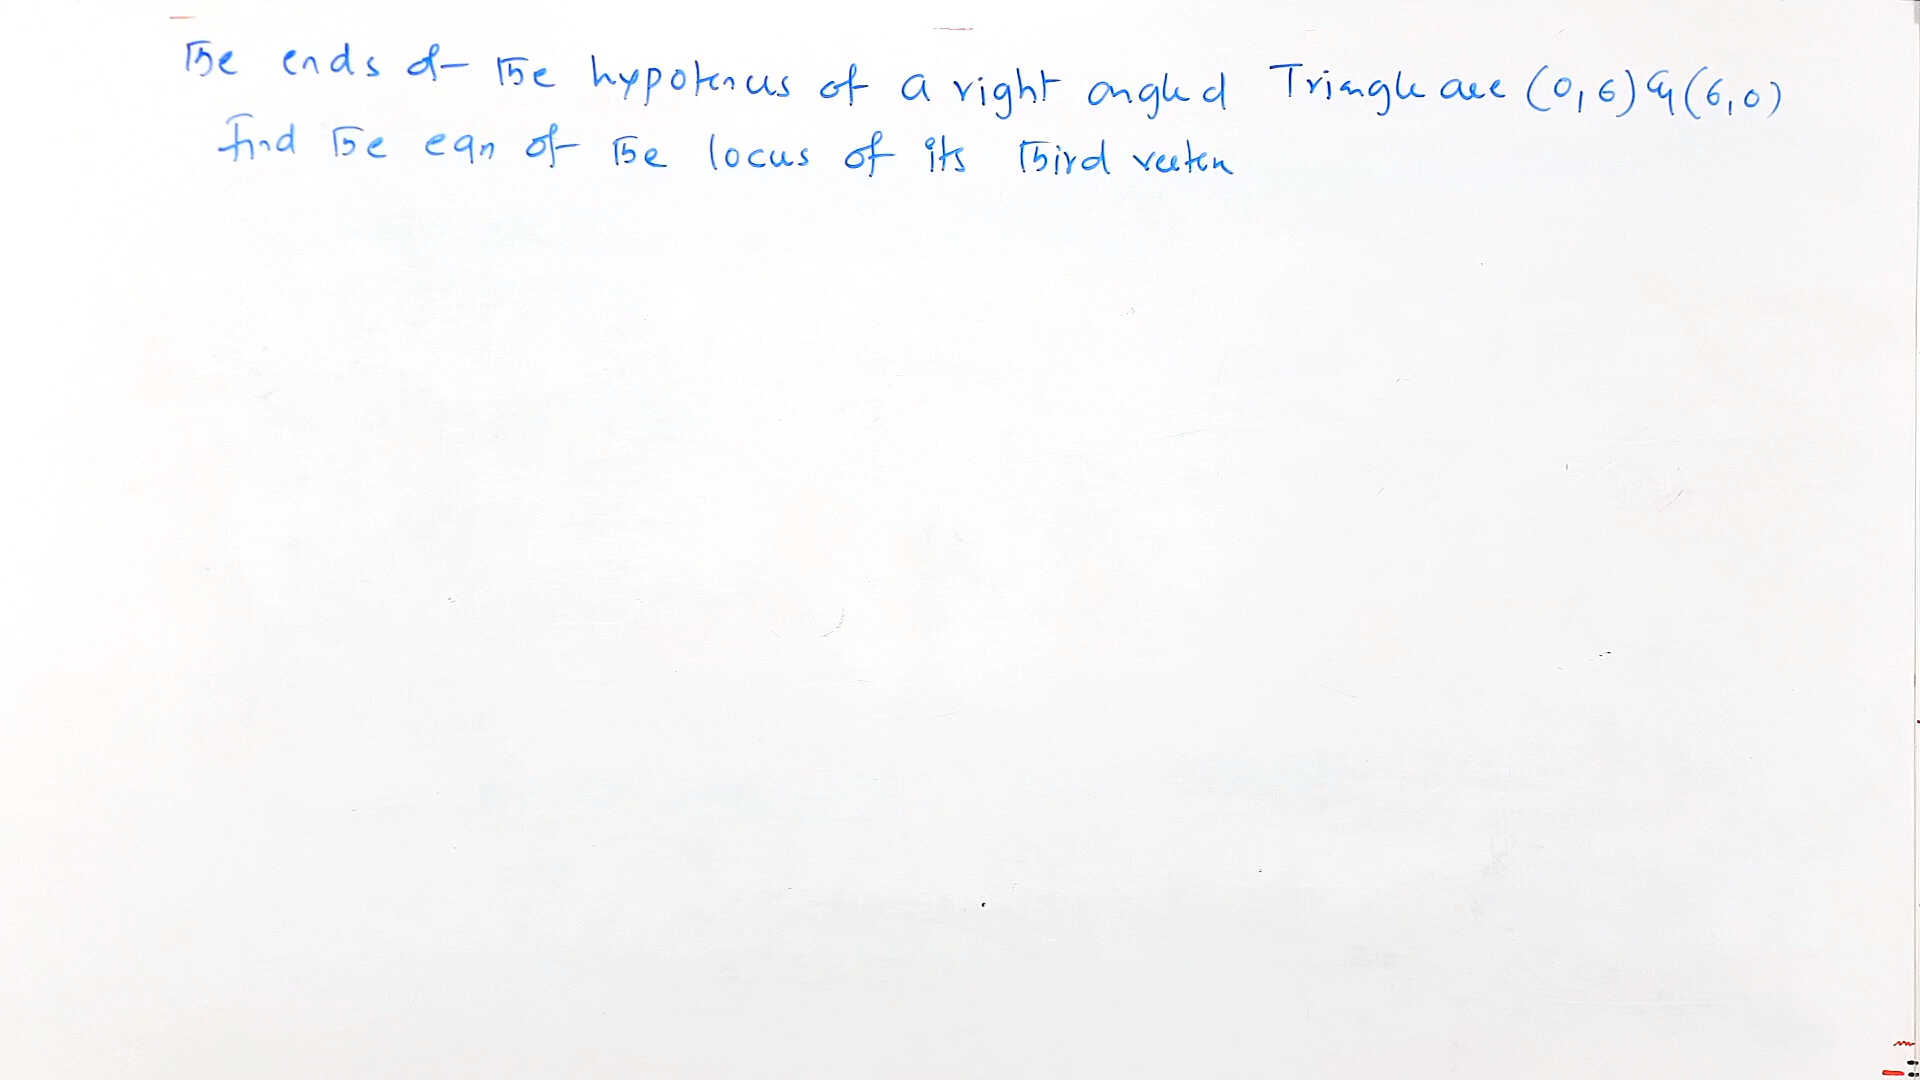 The ends of the hypotenus of a right angled Triangle are (0,6) & (6,0)
find the eqn of the locus of its third vertex